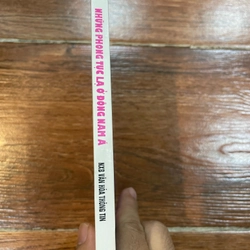 NHỮNG PHONG TỤC LẠ Ở ĐÔNG NAM Á
NXB VĂN HÓA THÔNG TIN